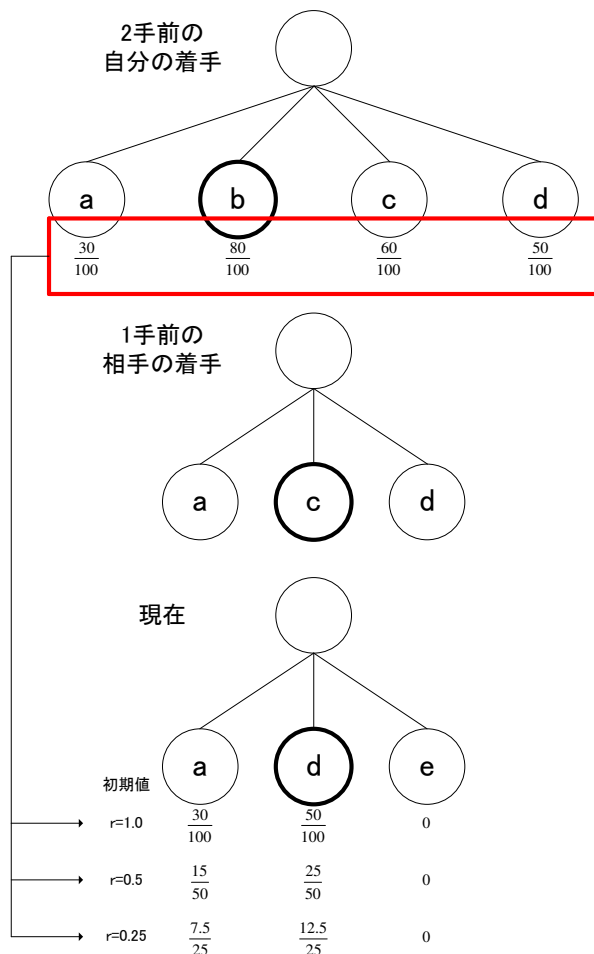 2手前の
自分の着手
a b c d
30/100 80/100 60/100 50/100
1手前の
相手の着手
a c d
現在
a d e
初期値
r=1.0 30/100 50/100 0
r=0.5 15/50 25/50 0
r=0.25 7.5/25 12.5/25 0